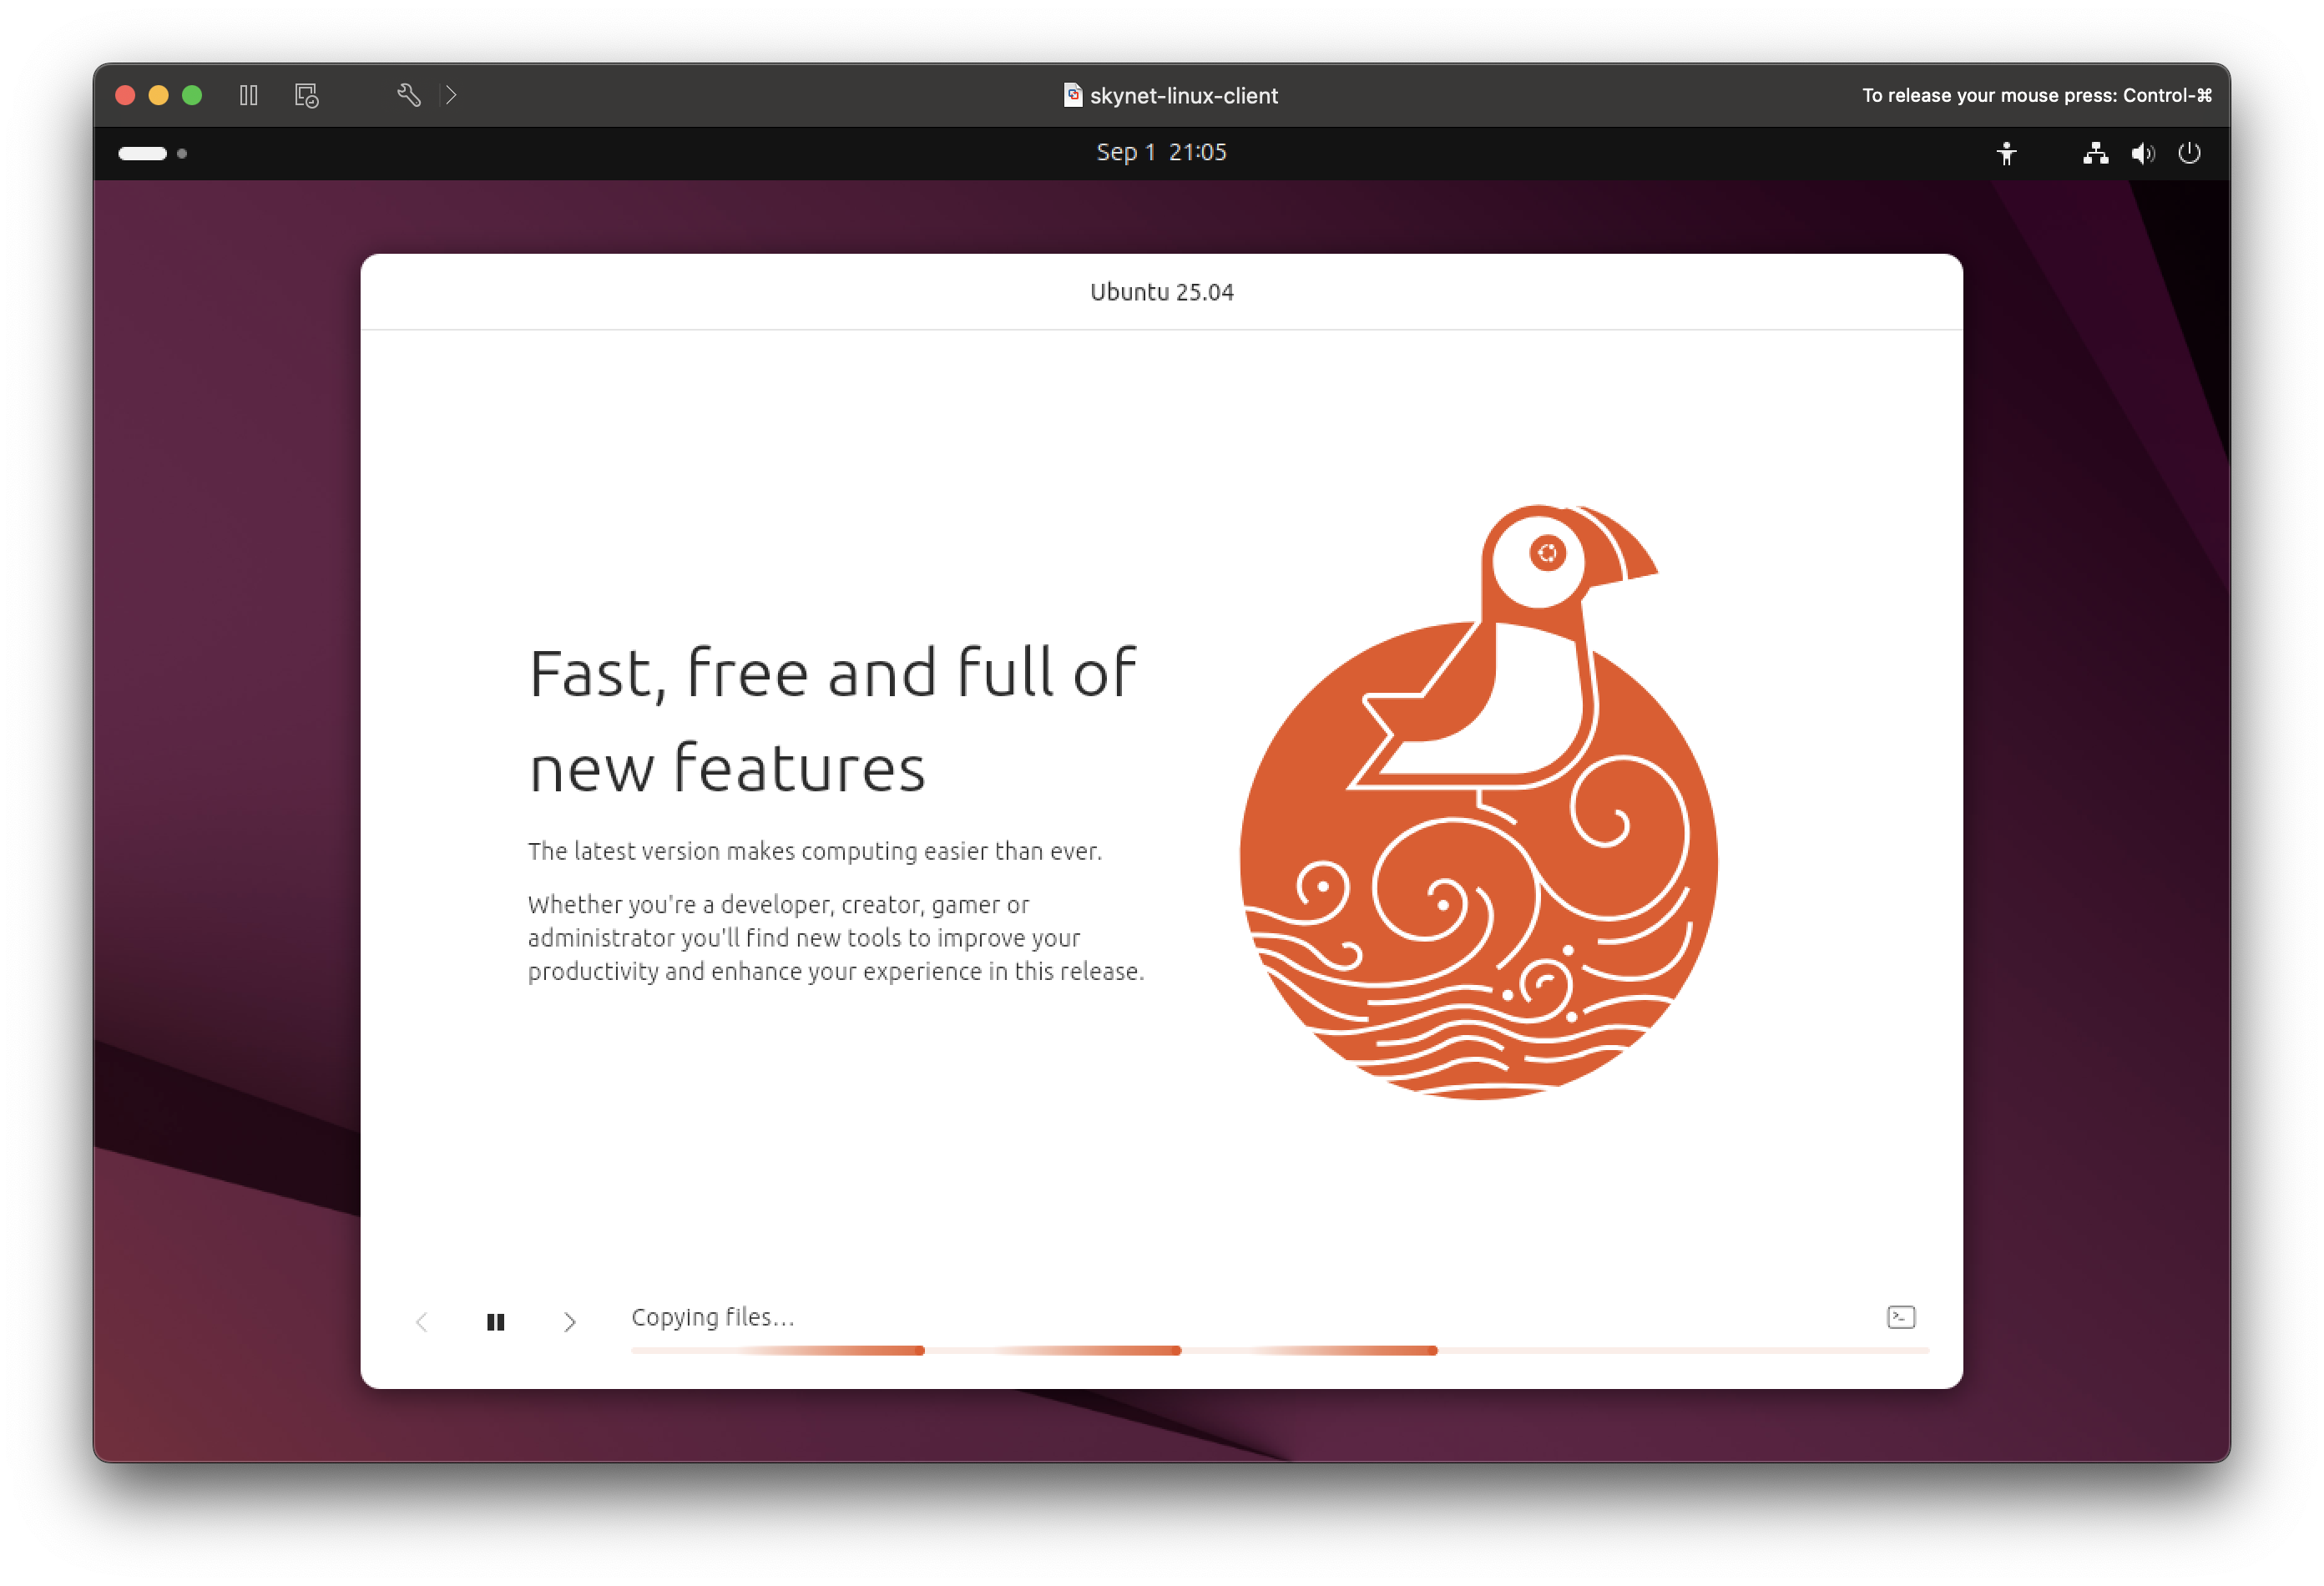 skynet-linux-client
To release your mouse press: Control-⌘
Sep 1 21:05
Ubuntu 25.04
Fast, free and full of
new features
The latest version makes computing easier than ever.
Whether you're a developer, creator, gamer or
administrator you'll find new tools to improve your
productivity and enhance your experience in this release.
Copying files...